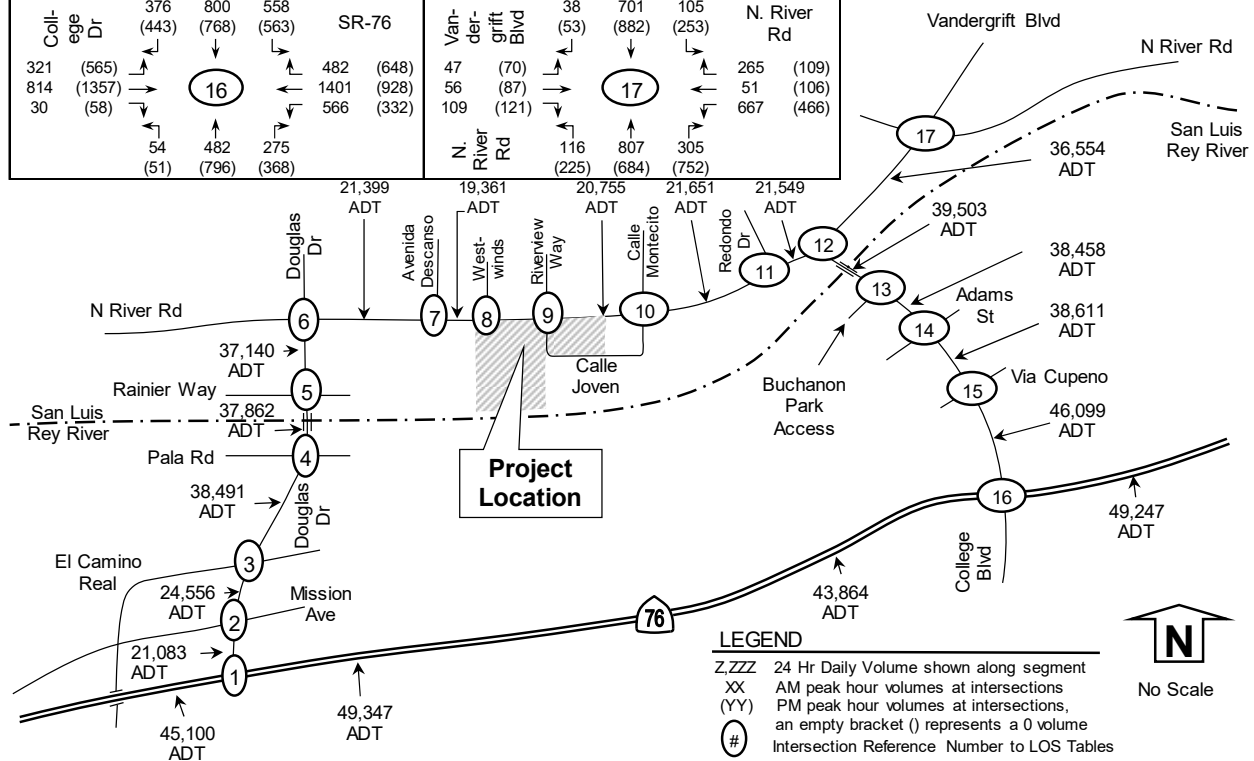 Coll-
ege
Dr
376 800 558
(443) (768) (563)
SR-76
321 (565)
814 (1357)
30 (58)
16
482 (648)
1401 (928)
566 (332)
54 482 275
(51) (796) (368)
Van-
der-
grift
Blvd
38 701 105
(53) (882) (253)
N. River
Rd
47 (70)
56 (87)
109 (121)
17
265 (109)
51 (106)
667 (466)
N.
River
Rd
116 807 305
(225) (684) (752)
Vandergrift Blvd
N River Rd
17
San Luis
Rey River
36,554
ADT
21,399
ADT
19,361
ADT
20,755
ADT
21,651
ADT
21,549
ADT
39,503
ADT
38,458
ADT
38,611
ADT
Douglas
Dr
Avenida
Descanso
West-
winds
Riverview
Way
Calle
Montecito
Redondo
Dr
12
11
13
14
Adams
St
N River Rd
6
7
8
9
10
37,140
ADT
Calle
Joven
Buchanon
Park
Access
15
Via Cupeno
Rainier Way
5
San Luis
Rey River
37,862
ADT
46,099
ADT
Pala Rd
4
Project
Location
38,491
ADT
Douglas
Dr
16
49,247
ADT
El Camino
Real
3
College
Blvd
24,556
ADT
Mission
Ave
2
43,864
ADT
76
21,083
ADT
1
45,100
ADT
49,347
ADT
LEGEND
Z,ZZZ 24 Hr Daily Volume shown along segment
XX AM peak hour volumes at intersections
(YY) PM peak hour volumes at intersections,
an empty bracket () represents a 0 volume
# Intersection Reference Number to LOS Tables
N
No Scale